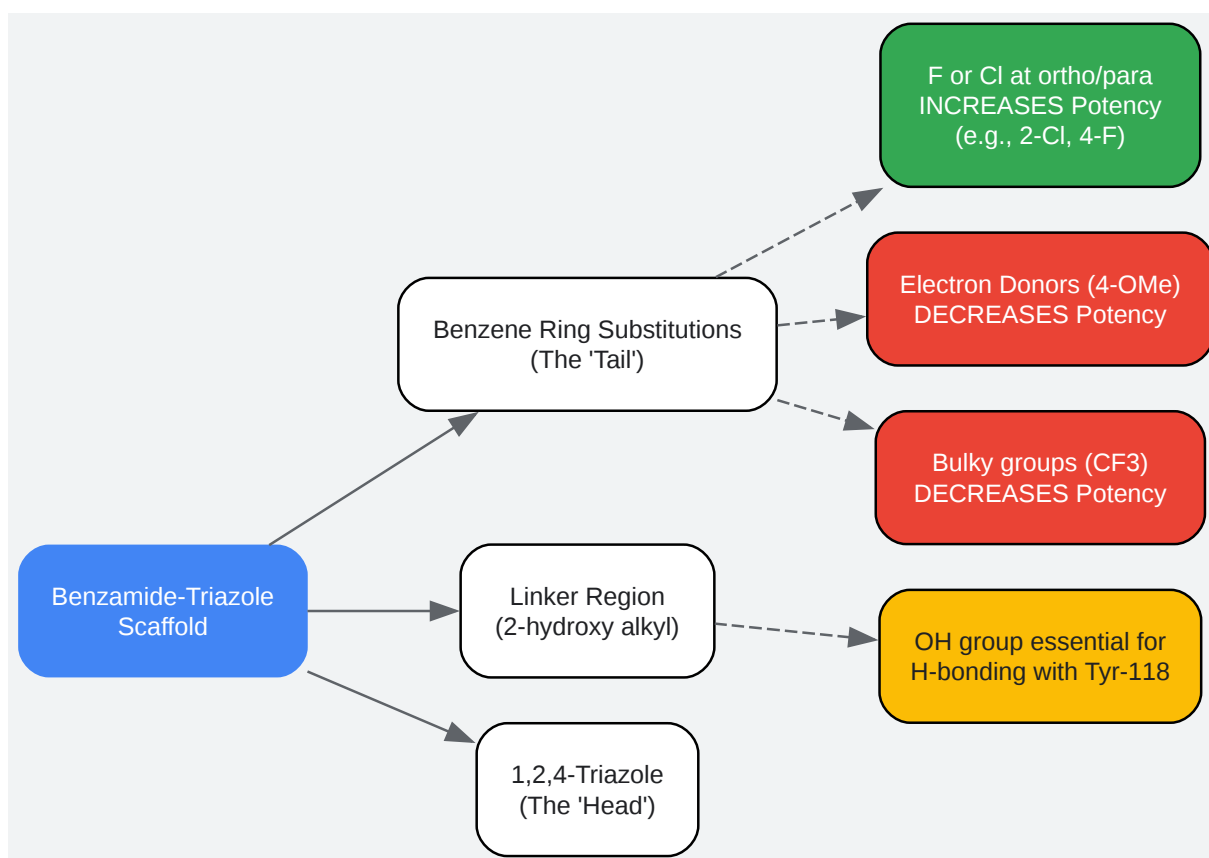 F or Cl at ortho/para
INCREASES Potency
(e.g., 2-Cl, 4-F)
Electron Donors (4-OMe)
DECREASES Potency
Benzene Ring Substitutions
(The 'Tail')
Bulky groups (CF3)
DECREASES Potency
Benzamide-Triazole
Scaffold
Linker Region
(2-hydroxy alkyl)
OH group essential for
H-bonding with Tyr-118
1,2,4-Triazole
(The 'Head')